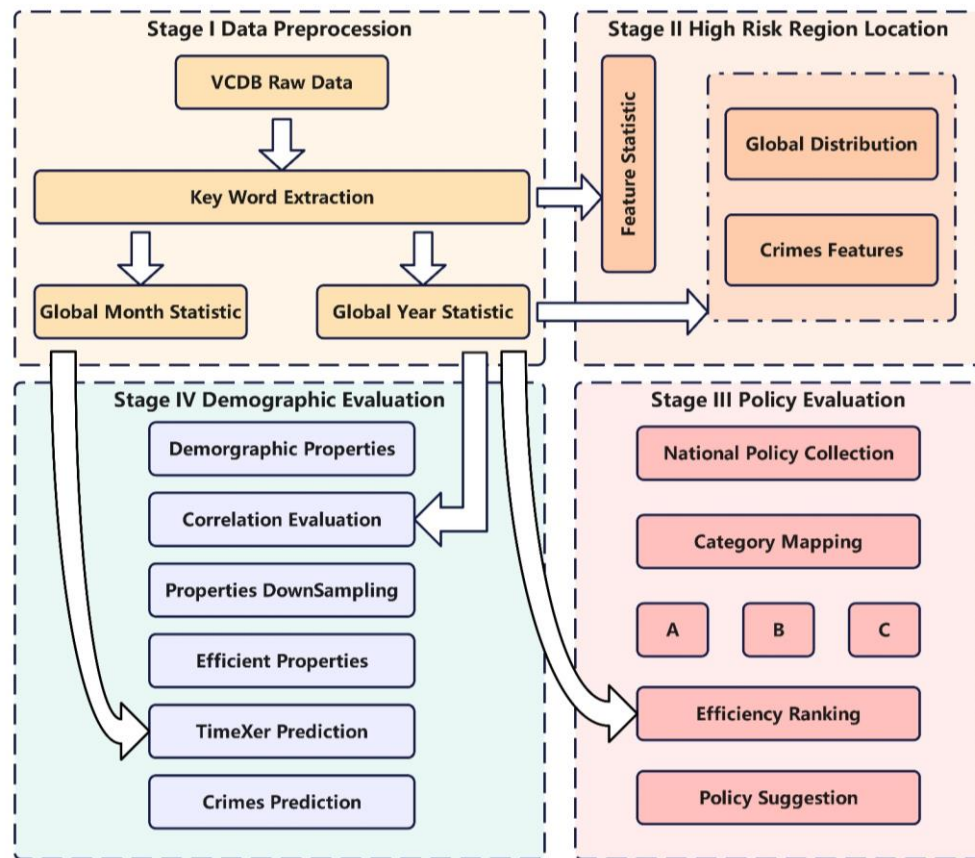 Stage I Data Preprocession
VCDB Raw Data
Key Word Extraction
Global Month Statistic
Global Year Statistic
Stage II High Risk Region Location
Feature Statistic
Global Distribution
Crimes Features
Stage IV Demographic Evaluation
Demorgraphic Properties
Correlation Evaluation
Properties DownSampling
Efficient Properties
TimeXer Prediction
Crimes Prediction
Stage III Policy Evaluation
National Policy Collection
Category Mapping
A
B
C
Efficiency Ranking
Policy Suggestion